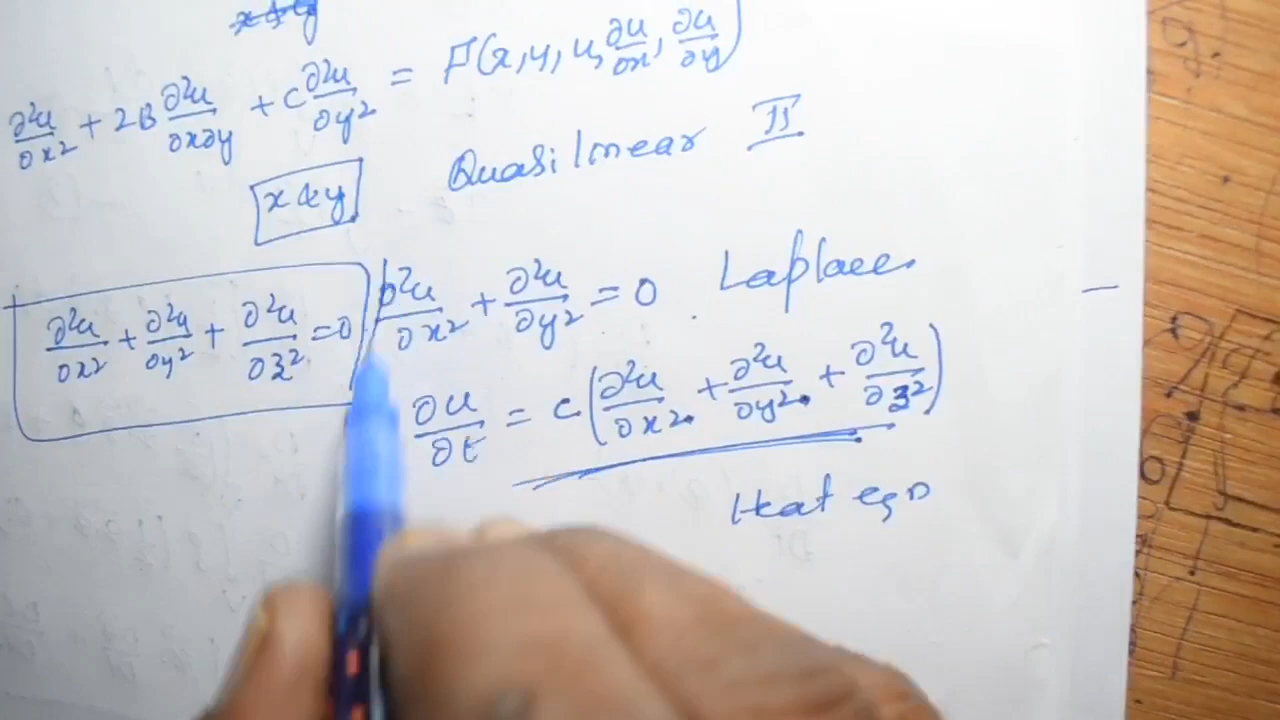 ∂²u/∂x² + 2B ∂²u/∂x∂y + C ∂²u/∂y² = F(x, y, u, ∂u/∂x, ∂u/∂y)
x & y
Quasilinear II
∂²u/∂x² + ∂²u/∂y² + ∂²u/∂z² = 0
∂²u/∂x² + ∂²u/∂y² = 0 Laplace
∂u/∂t = c(∂²u/∂x² + ∂²u/∂y² + ∂²u/∂z²)
Heat eqn